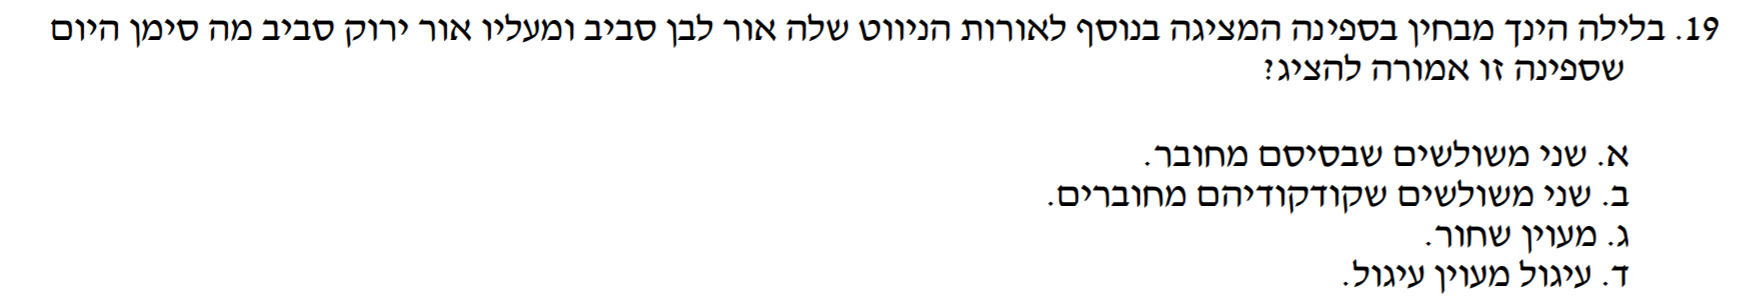 19. בלילה הינך מבחין בספינה המציגה בנוסף לאורות הניווט שלה אור לבן סביב ומעליו אור ירוק סביב מה סימן היום
שספינה זו אמורה להציג?
א. שני משולשים שבסיסם מחובר.
ב. שני משולשים שקודקודיהם מחוברים.
ג. מעוין שחור.
ד. עיגול מעוין עיגול.